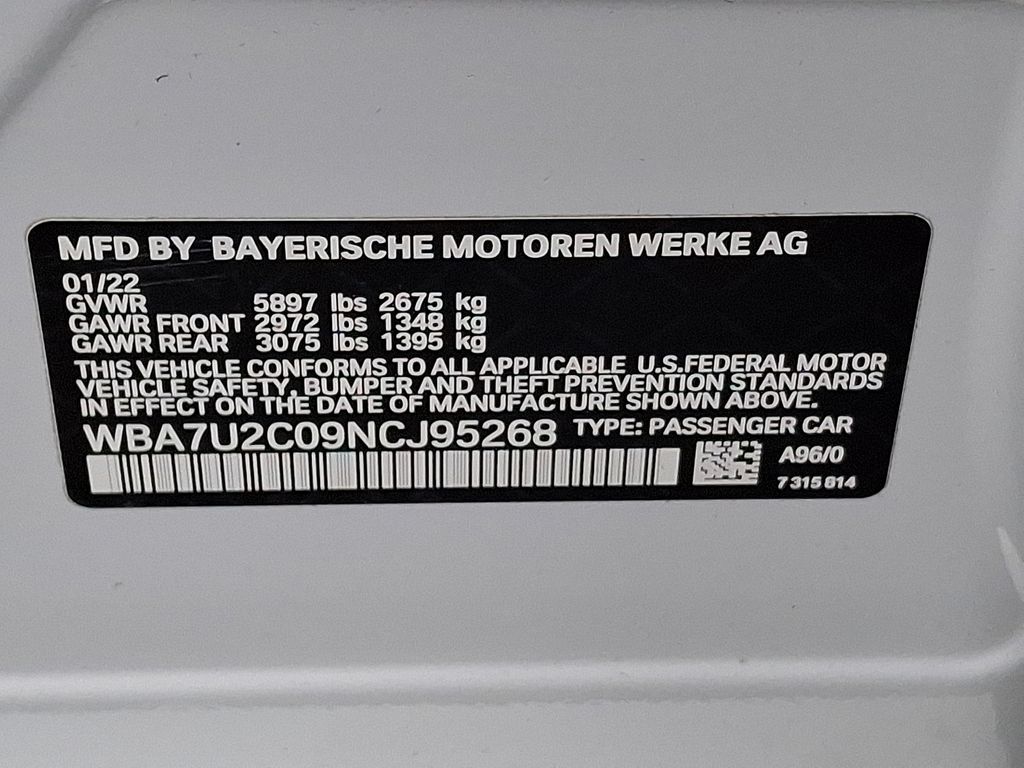 MFD BY BAYERISCHE MOTOREN WERKE AG
01/22
GVWR 5897 lbs 2675 kg
GAWR FRONT 2972 lbs 1348 kg
GAWR REAR 3075 lbs 1395 kg
THIS VEHICLE CONFORMS TO ALL APPLICABLE U.S.FEDERAL MOTOR
VEHICLE SAFETY, BUMPER AND THEFT PREVENTION STANDARDS
IN EFFECT ON THE DATE OF MANUFACTURE SHOWN ABOVE.
WBA7U2C09NCJ95268 TYPE: PASSENGER CAR
A96/0
7 315 814